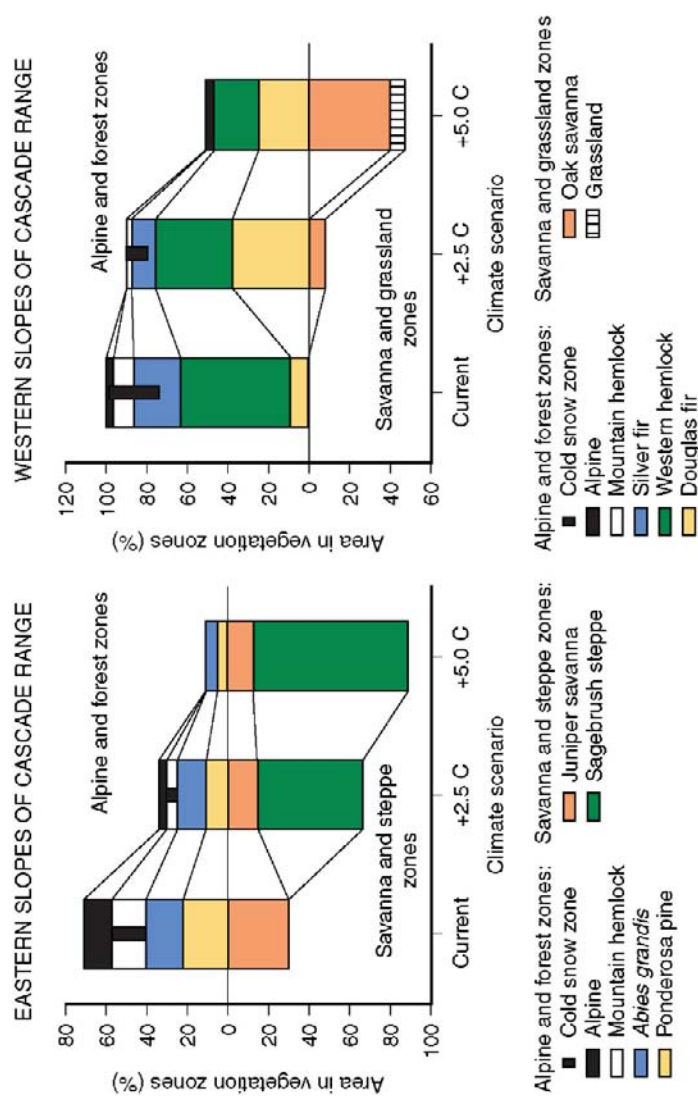 EASTERN SLOPES OF CASCADE RANGE
Area in vegetation zones (%)
80
60
40
20
0
20
40
60
80
100
Alpine and forest zones
Savanna and steppe
zones
Current
+2.5 C
+5.0 C
Climate scenario
Alpine and forest zones:
Cold snow zone
Alpine
Mountain hemlock
Abies grandis
Ponderosa pine
Savanna and steppe zones:
Juniper savanna
Sagebrush steppe
WESTERN SLOPES OF CASCADE RANGE
Area in vegetation zones (%)
120
100
80
60
40
20
0
20
40
60
Alpine and forest zones
Savanna and grassland
zones
Current
+2.5 C
+5.0 C
Climate scenario
Alpine and forest zones:
Cold snow zone
Alpine
Mountain hemlock
Silver fir
Western hemlock
Douglas fir
Savanna and grassland zones
Oak savanna
Grassland